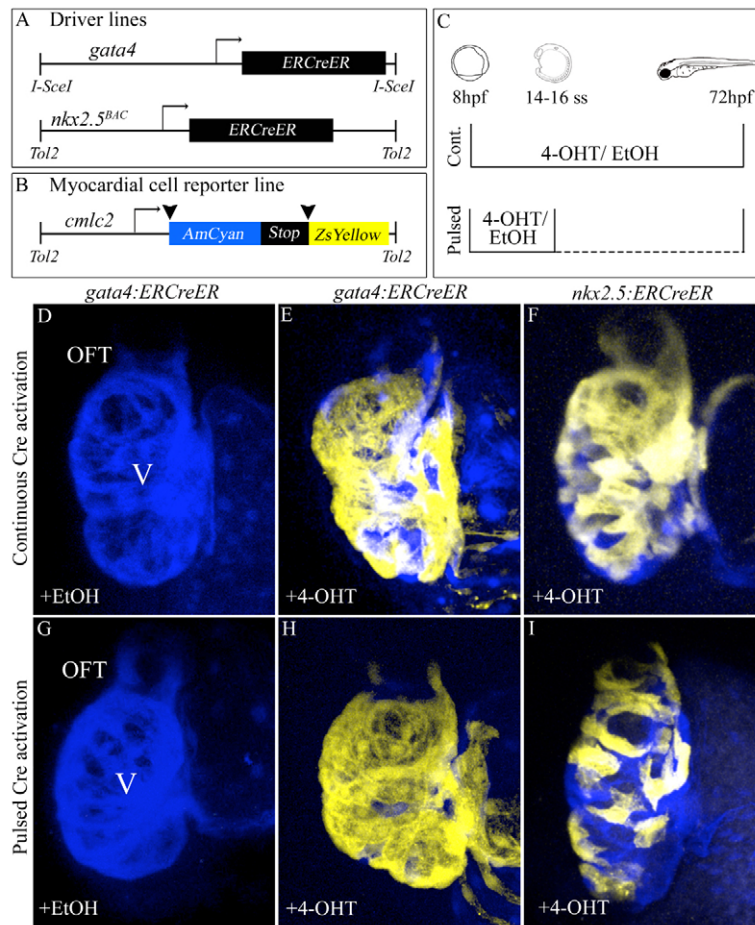 A Driver lines
gata4
ERCreER
I-SceI
I-SceI
nkx2.5BAC
ERCreER
Tol2
Tol2
B Myocardial cell reporter line
cmlc2
AmCyan
Stop
ZsYellow
Tol2
Tol2
C
8hpf
14-16 ss
72hpf
Cont.
4-OHT/ EtOH
Pulsed
4-OHT/
EtOH
gata4:ERCreER
gata4:ERCreER
nkx2.5:ERCreER
Continuous Cre activation
D
OFT
V
+EtOH
E
+4-OHT
F
+4-OHT
Pulsed Cre activation
G
OFT
V
+EtOH
H
+4-OHT
I
+4-OHT